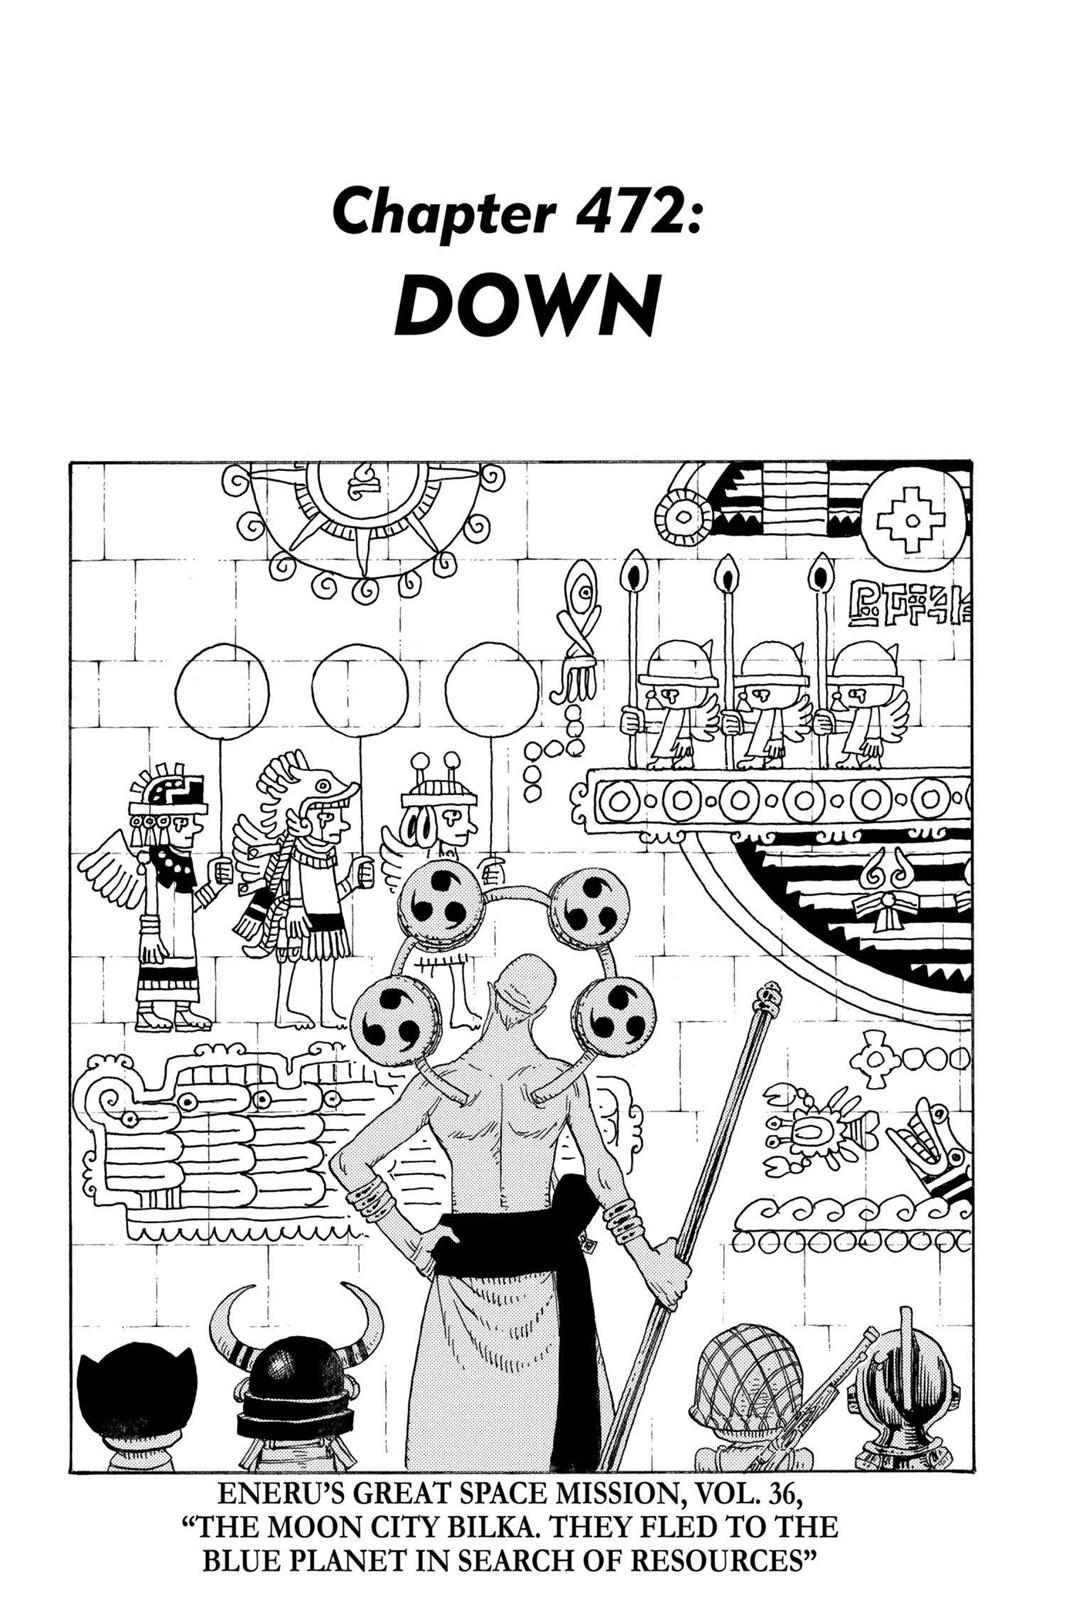 Chapter 472:
DOWN
ENERU'S GREAT SPACE MISSION, VOL. 36,
“THE MOON CITY BILKA. THEY FLED TO THE
BLUE PLANET IN SEARCH OF RESOURCES”